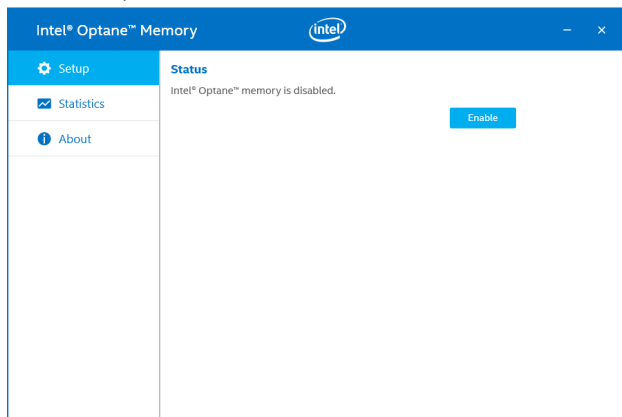 Intel® Optane™ Memory
intel
Setup
Statistics
About
Status
Intel® Optane™ memory is disabled.
Enable